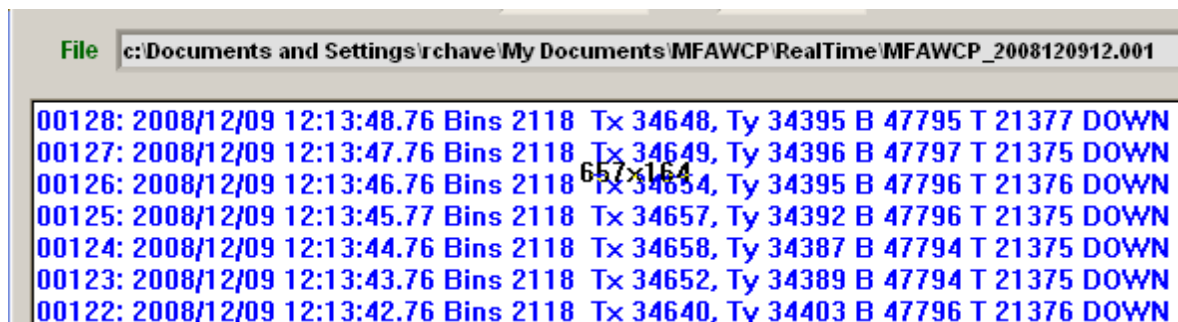 File c:\Documents and Settings\rchave\My Documents\MFAWCP\RealTime\MFAWCP_2008120912.001
00128: 2008/12/09 12:13:48.76 Bins 2118 Tx 34648, Ty 34395 B 47795 T 21377 DOWN
00127: 2008/12/09 12:13:47.76 Bins 2118 Tx 34649, Ty 34396 B 47797 T 21375 DOWN
657x164
00126: 2008/12/09 12:13:46.76 Bins 2118 Tx 34654, Ty 34395 B 47796 T 21376 DOWN
00125: 2008/12/09 12:13:45.77 Bins 2118 Tx 34657, Ty 34392 B 47796 T 21375 DOWN
00124: 2008/12/09 12:13:44.76 Bins 2118 Tx 34658, Ty 34387 B 47794 T 21375 DOWN
00123: 2008/12/09 12:13:43.76 Bins 2118 Tx 34652, Ty 34389 B 47794 T 21375 DOWN
00122: 2008/12/09 12:13:42.76 Bins 2118 Tx 34640, Ty 34403 B 47796 T 21376 DOWN